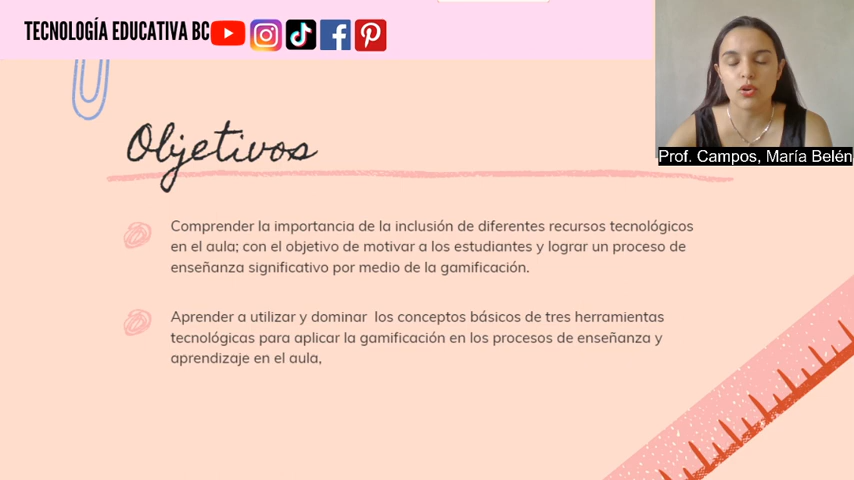 TECNOLOGÍA EDUCATIVA BC
Prof. Campos, María Belén
Objetivos
Comprender la importancia de la inclusión de diferentes recursos tecnológicos
en el aula; con el objetivo de motivar a los estudiantes y lograr un proceso de
enseñanza significativo por medio de la gamificación.
Aprender a utilizar y dominar  los conceptos básicos de tres herramientas
tecnológicas para aplicar la gamificación en los procesos de enseñanza y
aprendizaje en el aula,